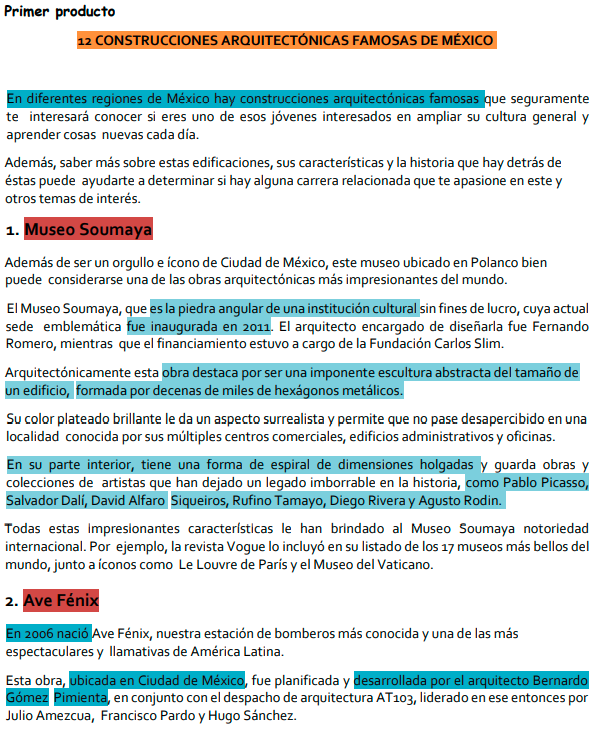 Primer producto
12 CONSTRUCCIONES ARQUITECTÓNICAS FAMOSAS DE MÉXICO
En diferentes regiones de México hay construcciones arquitectónicas famosas que seguramente
te interesará conocer si eres uno de esos jóvenes interesados en ampliar su cultura general y
aprender cosas nuevas cada día.
Además, saber más sobre estas edificaciones, sus características y la historia que hay detrás de
éstas puede ayudarte a determinar si hay alguna carrera relacionada que te apasione en este y
otros temas de interés.
1. Museo Soumaya
Además de ser un orgullo e ícono de Ciudad de México, este museo ubicado en Polanco bien
puede considerarse una de las obras arquitectónicas más impresionantes del mundo.
El Museo Soumaya, que es la piedra angular de una institución cultural sin fines de lucro, cuya actual
sede emblemática fue inaugurada en 2011. El arquitecto encargado de diseñarla fue Fernando
Romero, mientras que el financiamiento estuvo a cargo de la Fundación Carlos Slim.
Arquitectónicamente esta obra destaca por ser una imponente escultura abstracta del tamaño de
un edificio, formada por decenas de miles de hexágonos metálicos.
Su color plateado brillante le da un aspecto surrealista y permite que no pase desapercibido en una
localidad conocida por sus múltiples centros comerciales, edificios administrativos y oficinas.
En su parte interior, tiene una forma de espiral de dimensiones holgadas y guarda obras y
colecciones de artistas que han dejado un legado imborrable en la historia, como Pablo Picasso,
Salvador Dalí, David Alfaro Siqueiros, Rufino Tamayo, Diego Rivera y Agusto Rodin.
Todas estas impresionantes características le han brindado al Museo Soumaya notoriedad
internacional. Por ejemplo, la revista Vogue lo incluyó en su listado de los 17 museos más bellos del
mundo, junto a íconos como Le Louvre de París y el Museo del Vaticano.
2. Ave Fénix
En 2006 nació Ave Fénix, nuestra estación de bomberos más conocida y una de las más
espectaculares y llamativas de América Latina.
Esta obra, ubicada en Ciudad de México, fue planificada y desarrollada por el arquitecto Bernardo
Gómez Pimienta, en conjunto con el despacho de arquitectura AT103, liderado en ese entonces por
Julio Amezcua, Francisco Pardo y Hugo Sánchez.